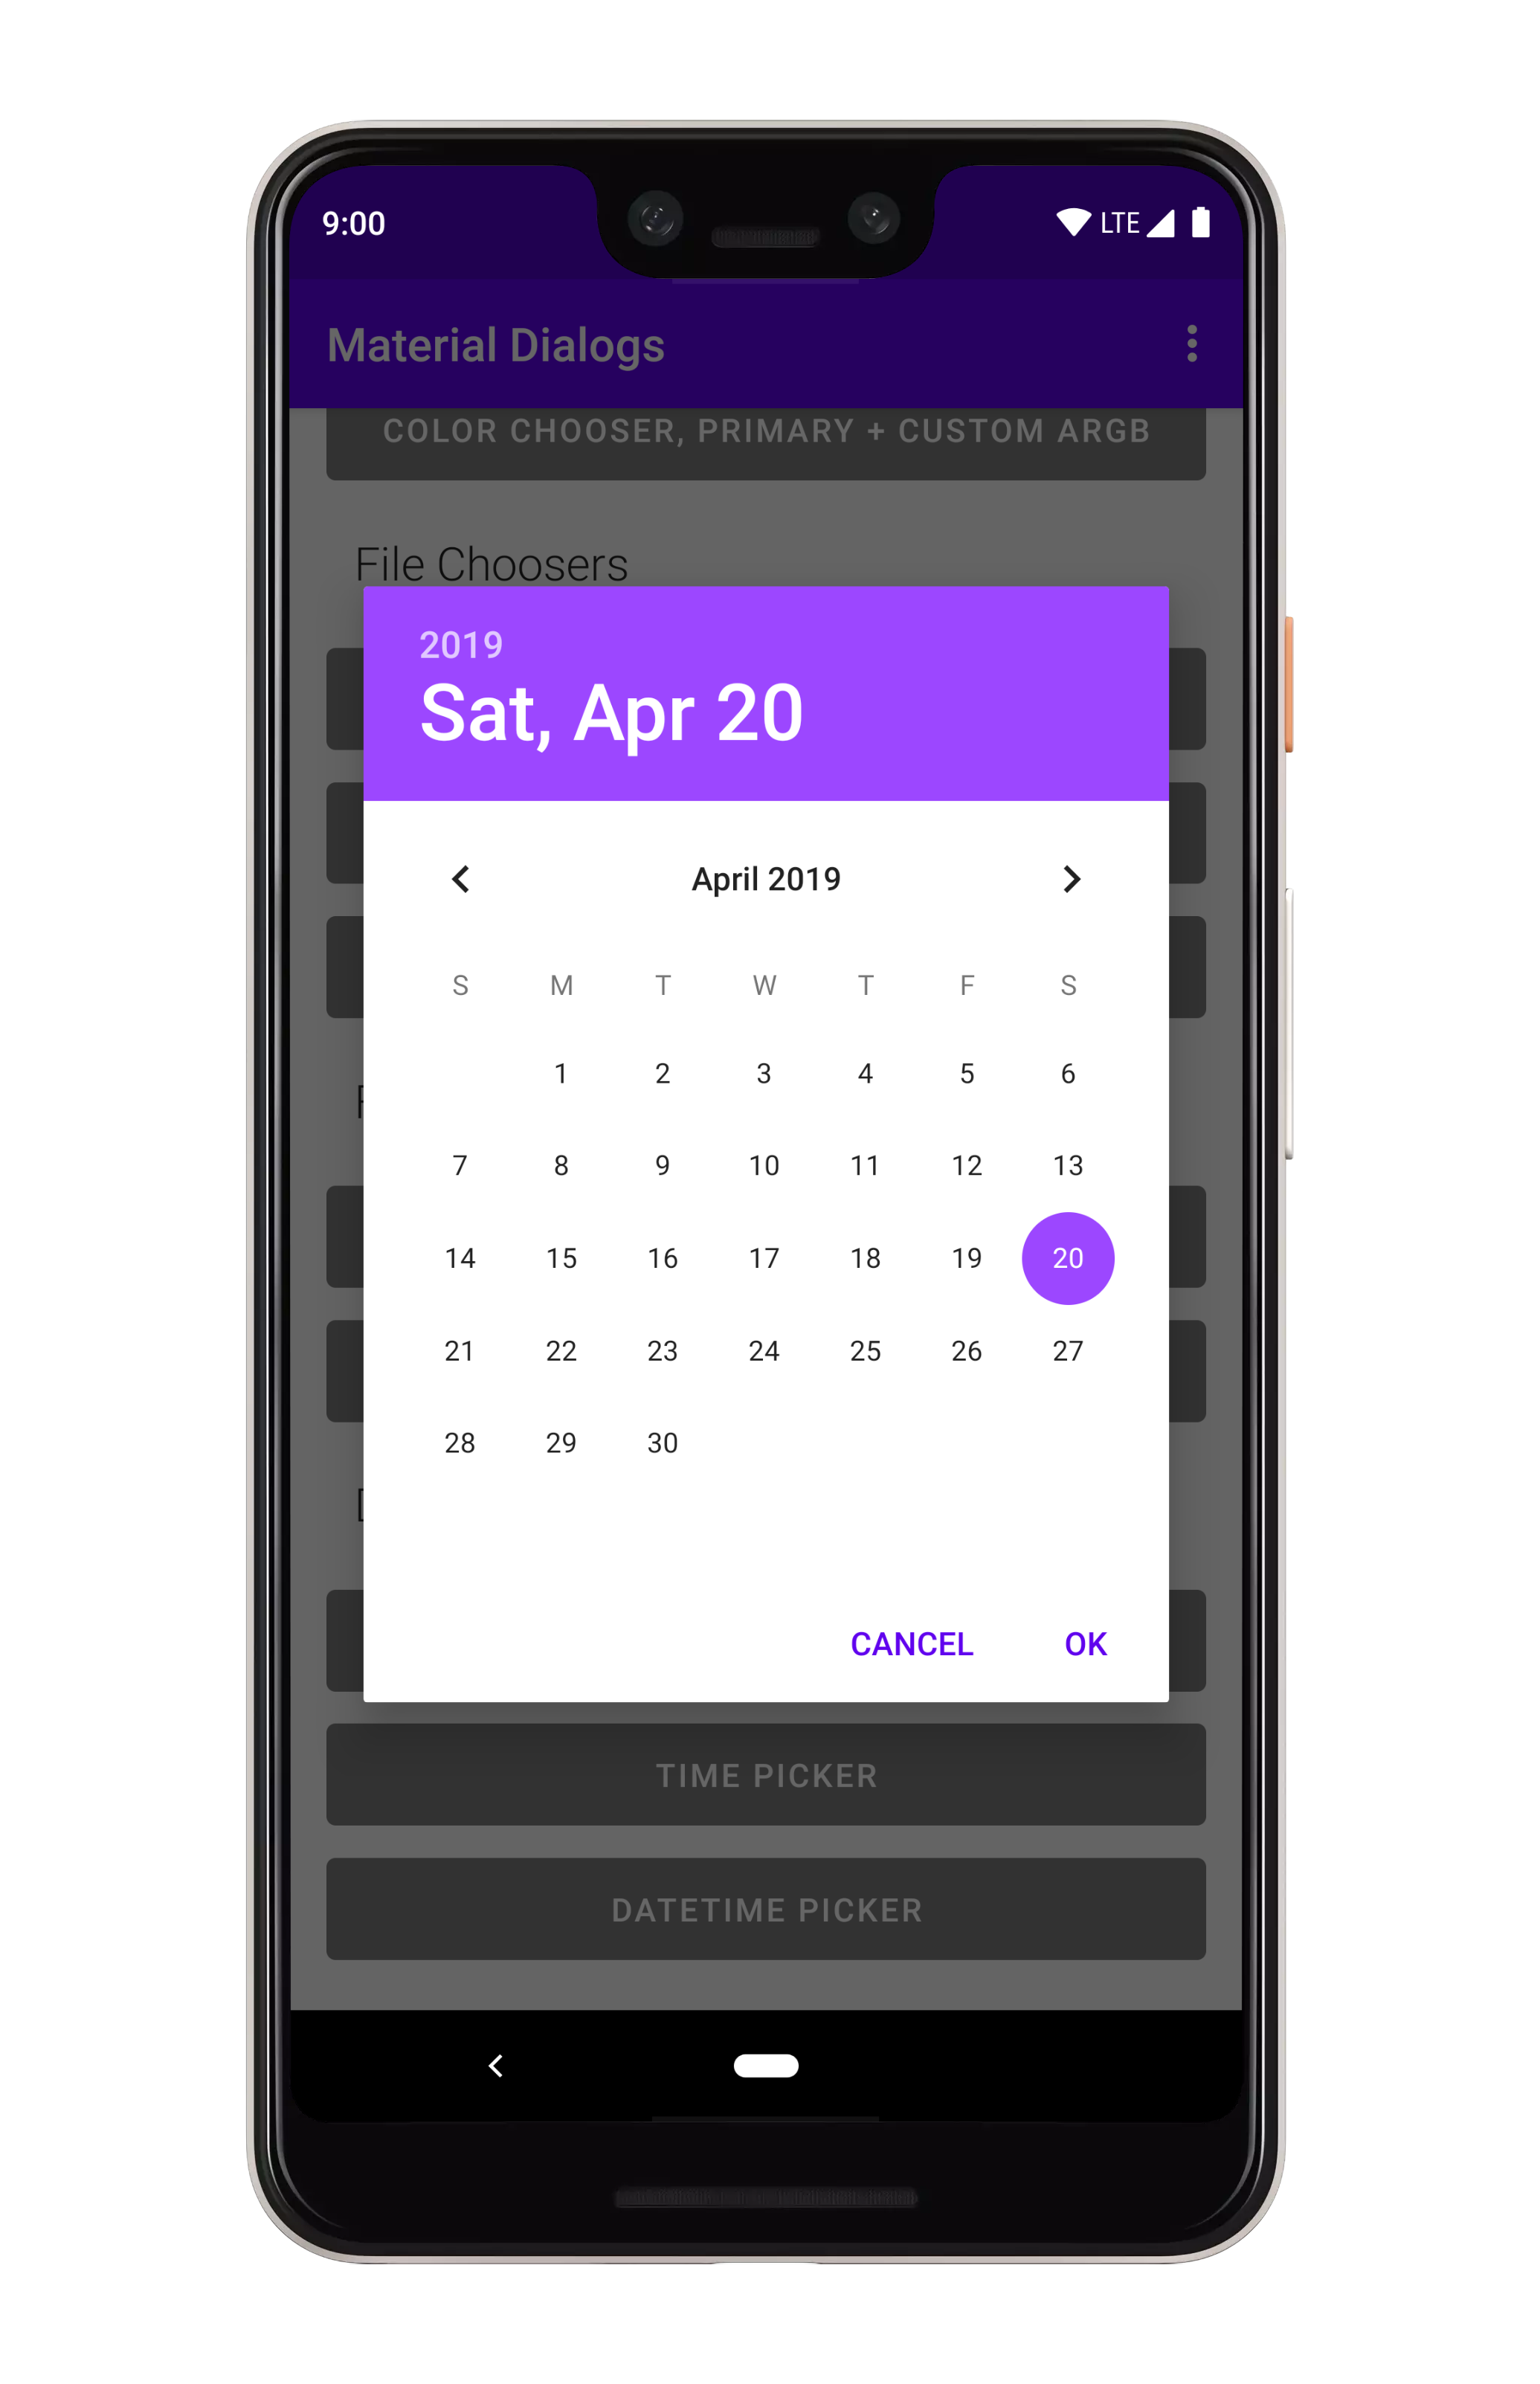 9:00 LTE
Material Dialogs
COLOR CHOOSER, PRIMARY + CUSTOM ARGB
File Choosers
2019
Sat, Apr 20
April 2019
S M T W T F S
1 2 3 4 5 6
7 8 9 10 11 12 13
14 15 16 17 18 19 20
21 22 23 24 25 26 27
28 29 30
CANCEL OK
TIME PICKER
DATETIME PICKER